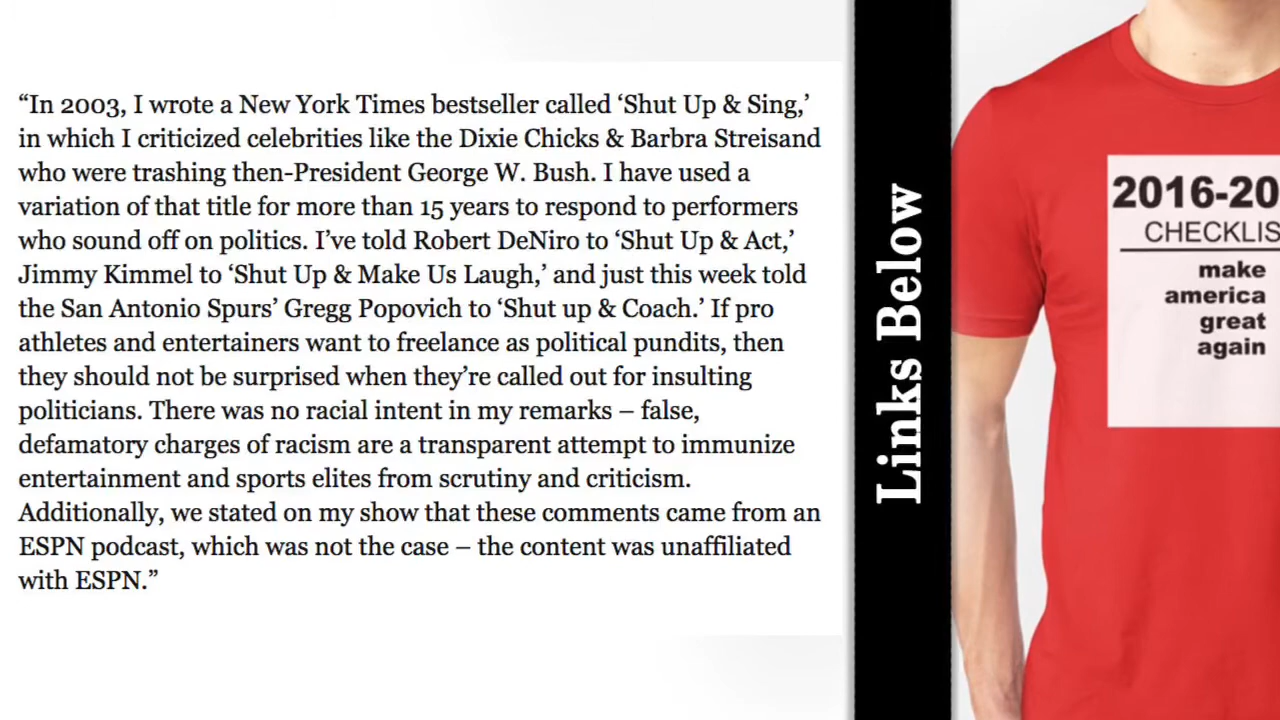 “In 2003, I wrote a New York Times bestseller called ‘Shut Up & Sing,’
in which I criticized celebrities like the Dixie Chicks & Barbra Streisand
who were trashing then-President George W. Bush. I have used a
variation of that title for more than 15 years to respond to performers
who sound off on politics. I’ve told Robert DeNiro to ‘Shut Up & Act,’
Jimmy Kimmel to ‘Shut Up & Make Us Laugh,’ and just this week told
the San Antonio Spurs’ Gregg Popovich to ‘Shut up & Coach.’ If pro
athletes and entertainers want to freelance as political pundits, then
they should not be surprised when they’re called out for insulting
politicians. There was no racial intent in my remarks – false,
defamatory charges of racism are a transparent attempt to immunize
entertainment and sports elites from scrutiny and criticism.
Additionally, we stated on my show that these comments came from an
ESPN podcast, which was not the case – the content was unaffiliated
with ESPN.”
Links Below
2016-20
CHECKLIS
make
america
great
again